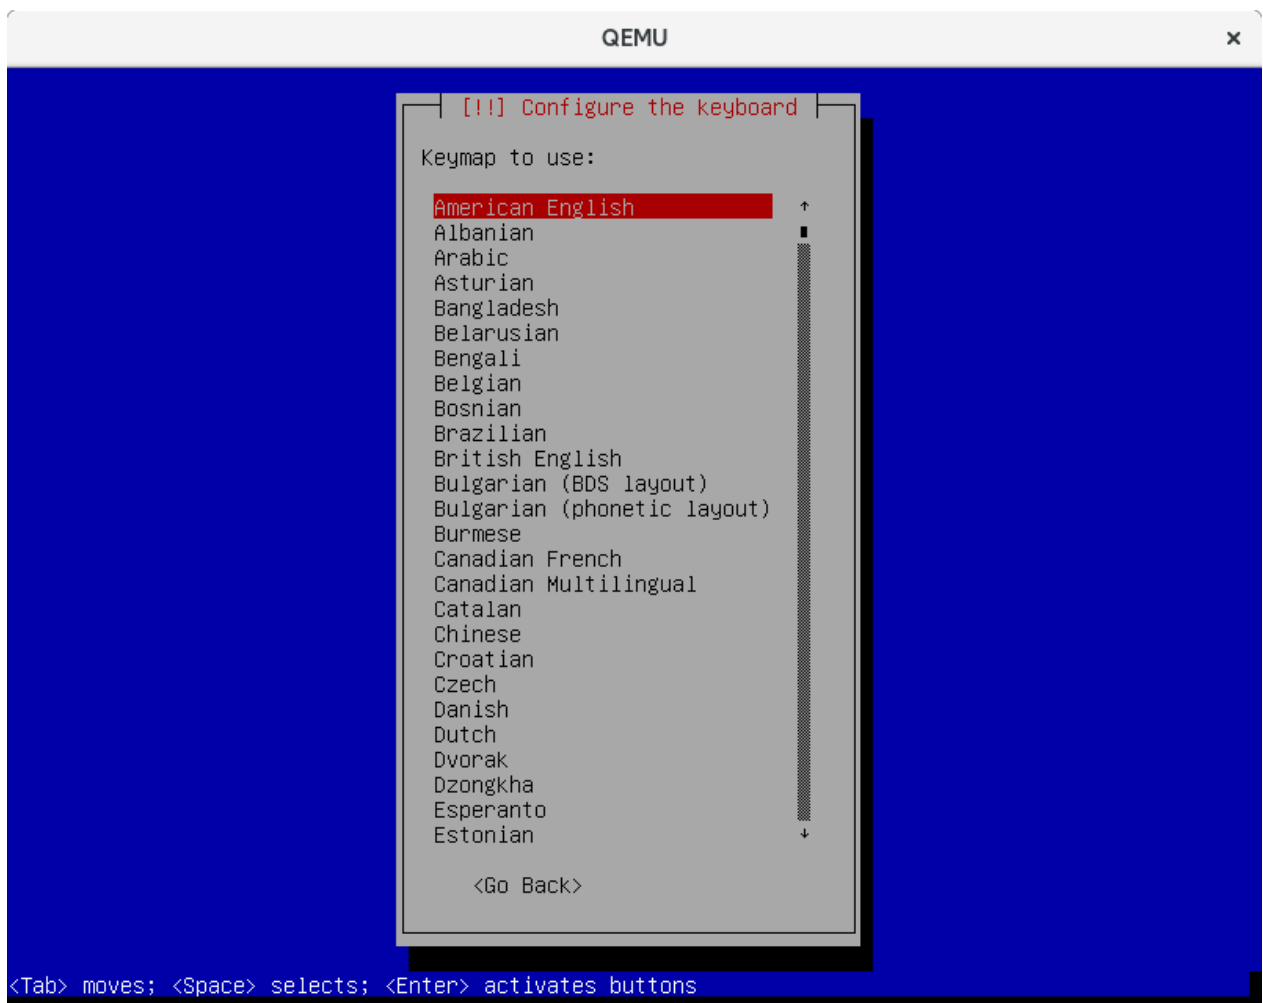 QEMU
×
[!!] Configure the keyboard
Keymap to use:
American English
Albanian
Arabic
Asturian
Bangladesh
Belarusian
Bengali
Belgian
Bosnian
Brazilian
British English
Bulgarian (BDS layout)
Bulgarian (phonetic layout)
Burmese
Canadian French
Canadian Multilingual
Catalan
Chinese
Croatian
Czech
Danish
Dutch
Dvorak
Dzongkha
Esperanto
Estonian
<Go Back>
<Tab> moves; <Space> selects; <Enter> activates buttons